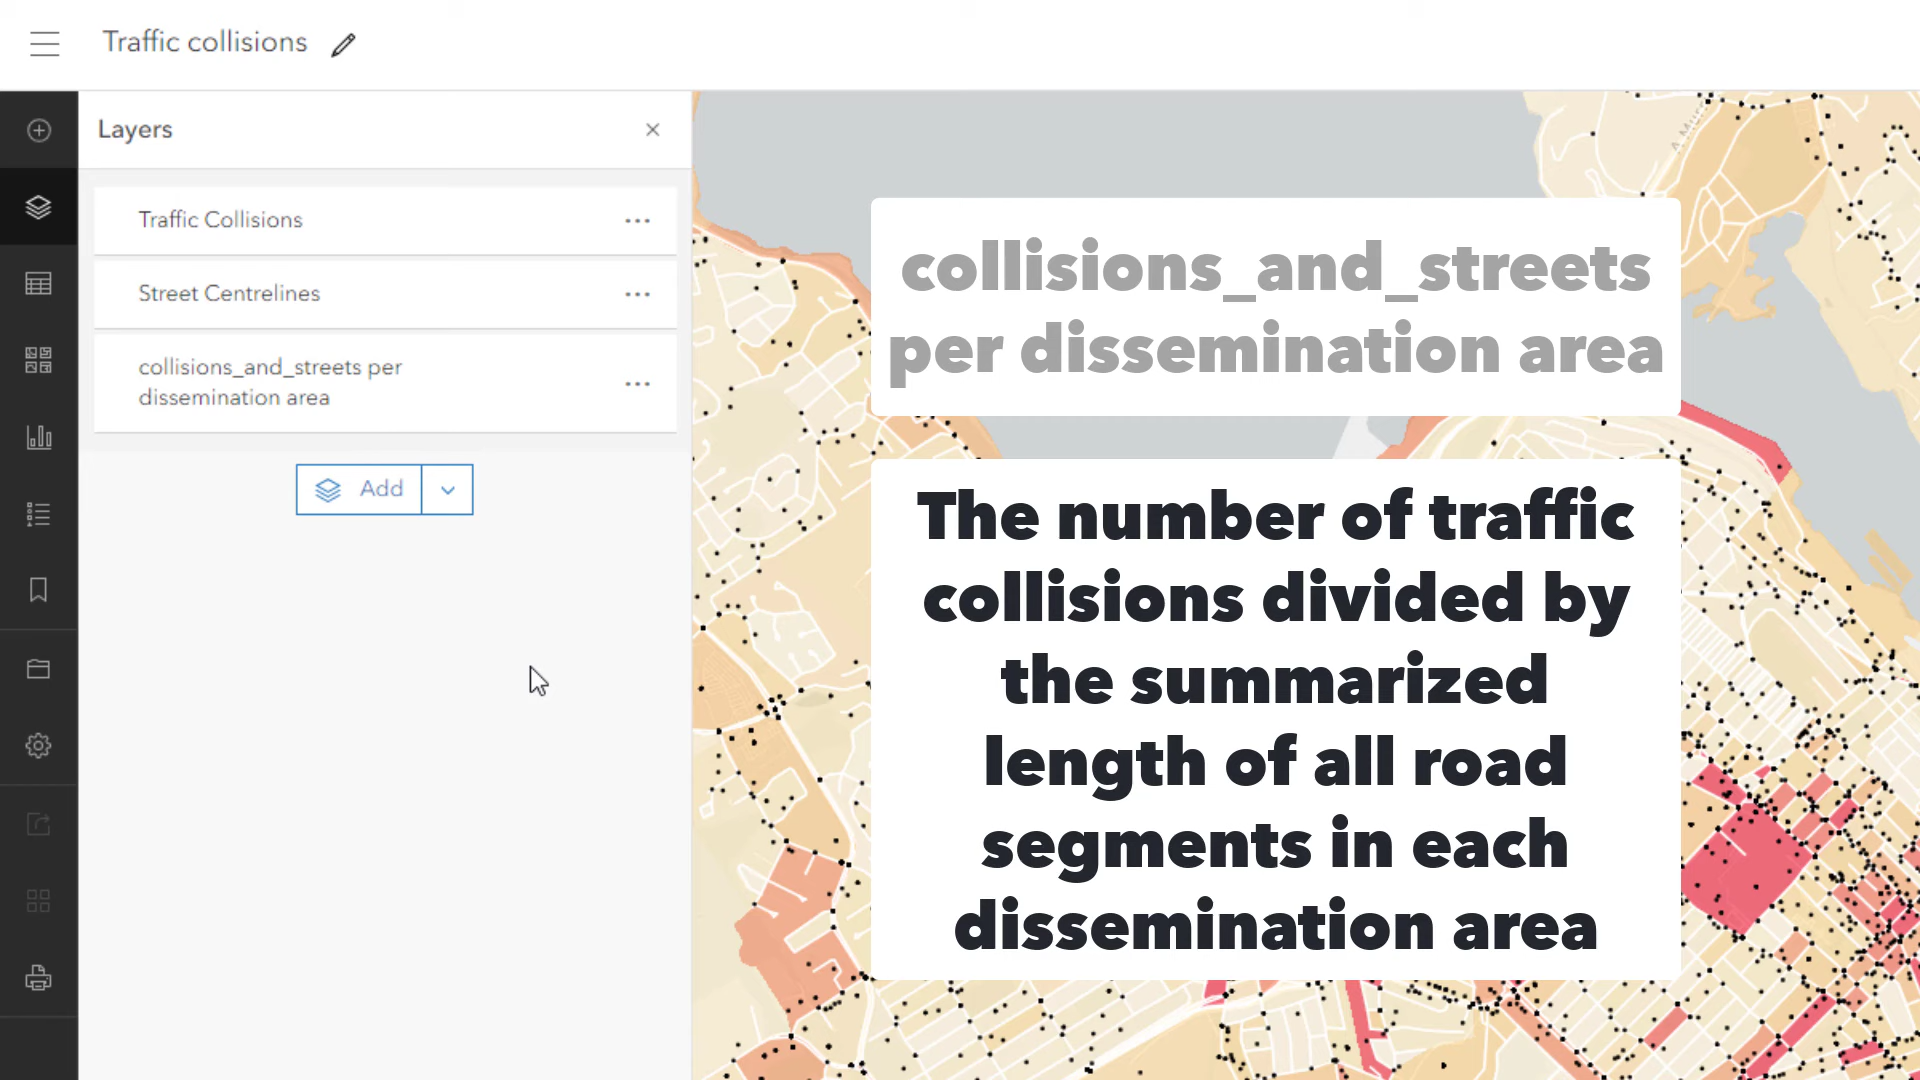 Traffic collisions
Layers
Traffic Collisions
Street Centrelines
collisions_and_streets per
dissemination area
Add
collisions_and_streets
per dissemination area
The number of traffic
collisions divided by
the summarized
length of all road
segments in each
dissemination area